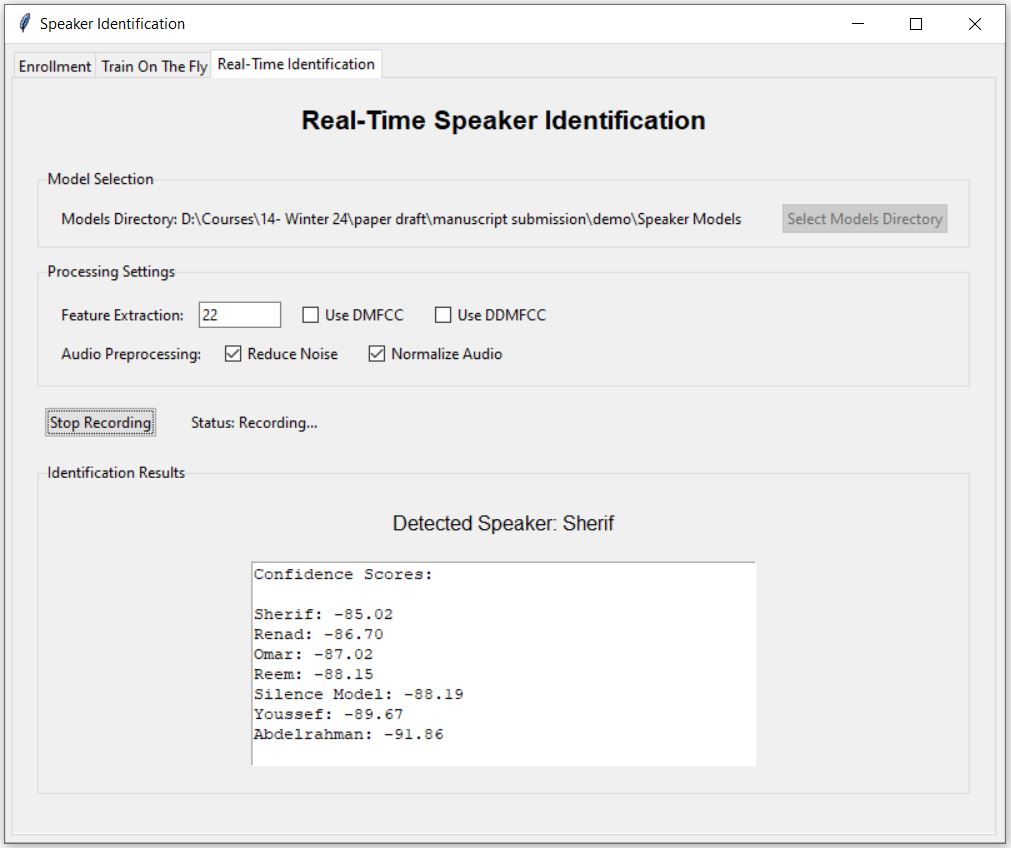 Speaker Identification
Enrollment Train On The Fly Real-Time Identification
Real-Time Speaker Identification
Model Selection
Models Directory: D:\Courses\14- Winter 24\paper draft\manuscript submission\demo\Speaker Models Select Models Directory
Processing Settings
Feature Extraction: 22 Use DMFCC Use DDMFCC
Audio Preprocessing: Reduce Noise Normalize Audio
Stop Recording Status: Recording...
Identification Results
Detected Speaker: Sherif
Confidence Scores:
Sherif: -85.02
Renad: -86.70
Omar: -87.02
Reem: -88.15
Silence Model: -88.19
Youssef: -89.67
Abdelrahman: -91.86